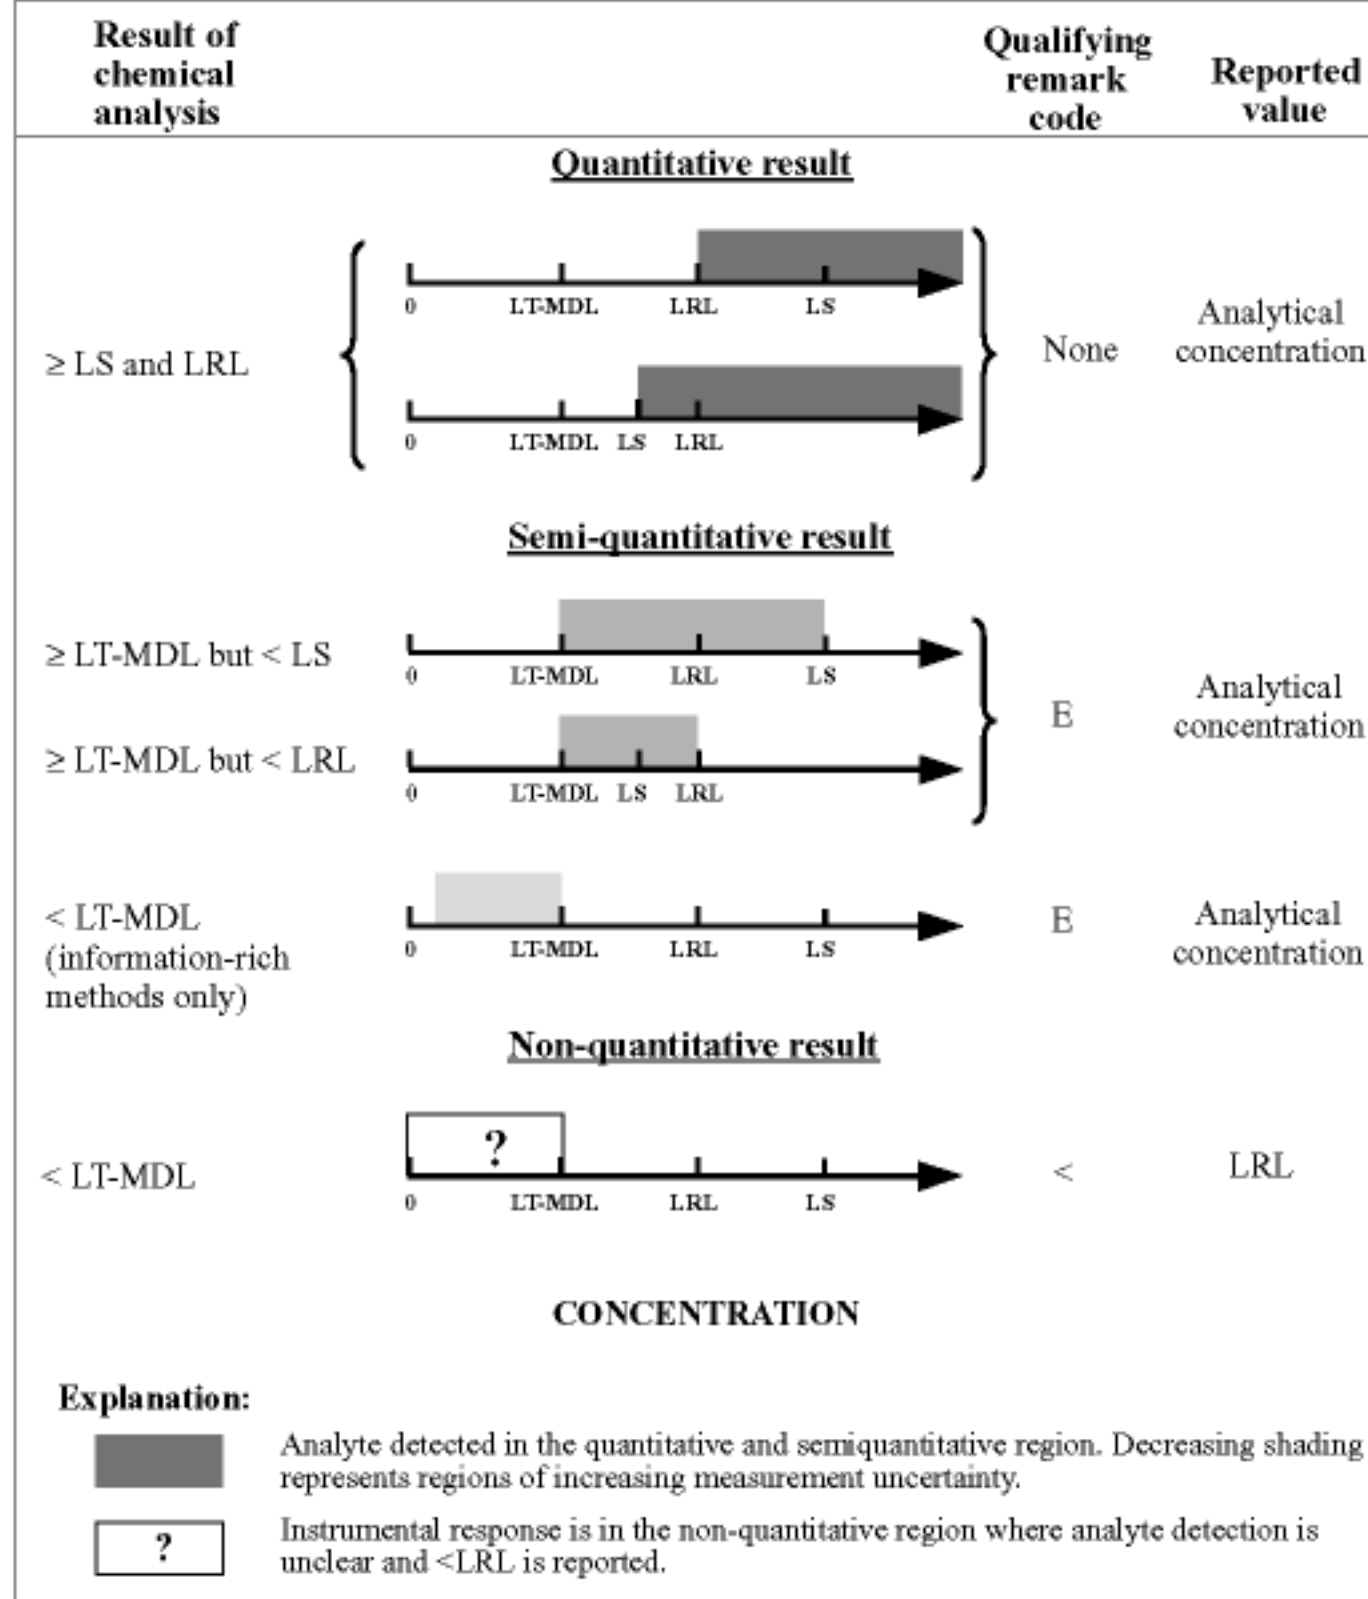 Result of
chemical
analysis
Qualifying
remark
code
Reported
value
Quantitative result
0 LT-MDL LRL LS
≥ LS and LRL
None
Analytical
concentration
0 LT-MDL LS LRL
Semi-quantitative result
≥ LT-MDL but < LS
0 LT-MDL LRL LS
≥ LT-MDL but < LRL
0 LT-MDL LS LRL
E
Analytical
concentration
< LT-MDL
(information-rich
methods only)
0 LT-MDL LRL LS
E
Analytical
concentration
Non-quantitative result
?
< LT-MDL
0 LT-MDL LRL LS
<
LRL
CONCENTRATION
Explanation:
Analyte detected in the quantitative and semiquantitative region. Decreasing shading
represents regions of increasing measurement uncertainty.
?
Instrumental response is in the non-quantitative region where analyte detection is
unclear and <LRL is reported.